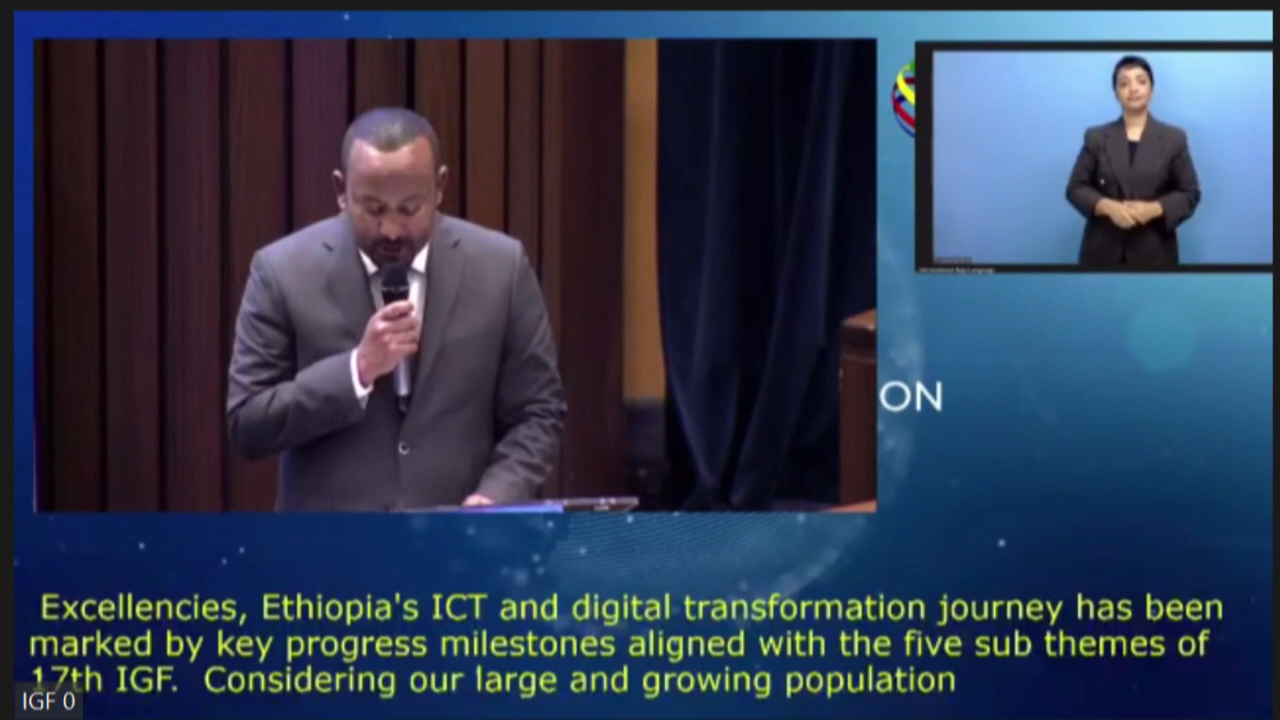 ON
Excellencies, Ethiopia's ICT and digital transformation journey has been
marked by key progress milestones aligned with the five sub themes of
17th IGF.  Considering our large and growing population
IGF 0